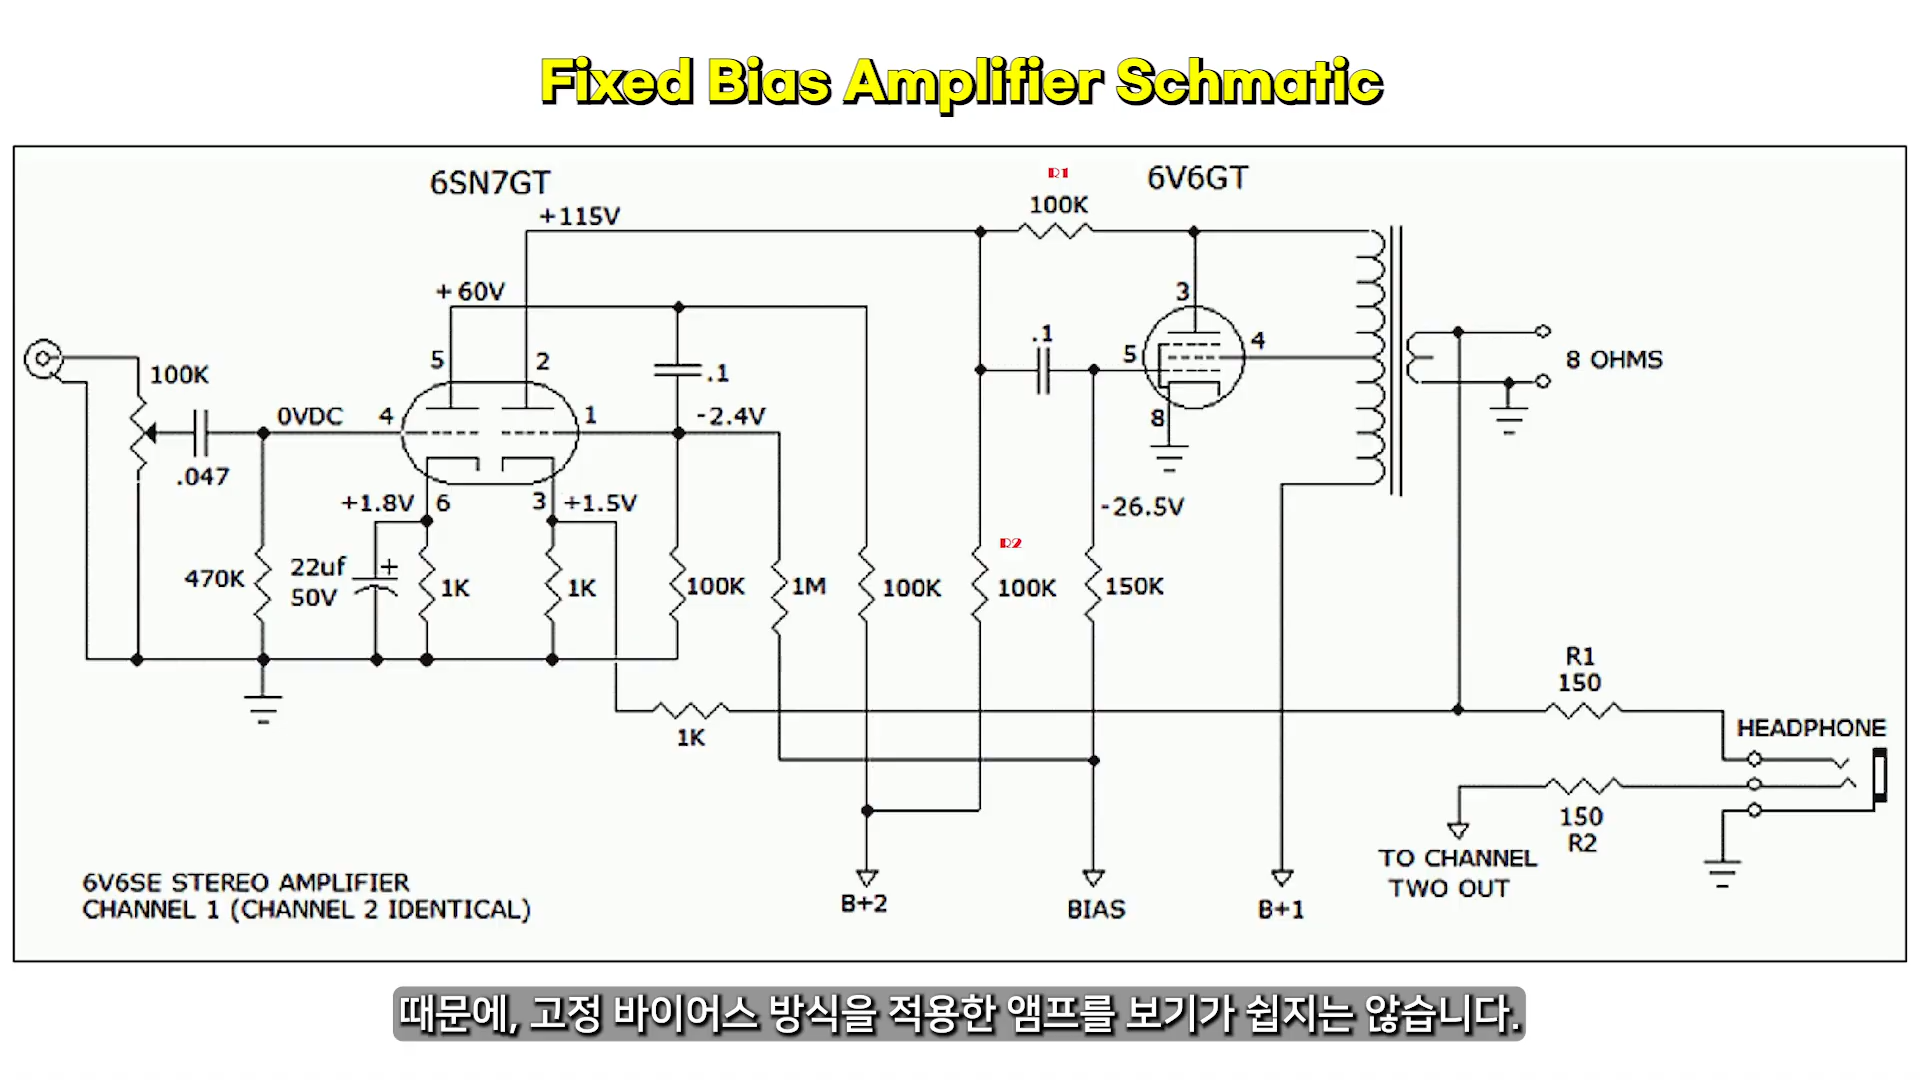 Fixed Bias Amplifier Schmatic
6SN7GT
R1
6V6GT
100K
+115V
+60V
3
5
2
.1
5
4
8 OHMS
100K
.1
0VDC
4
1
-2.4V
8
.047
+1.8V
6
3
+1.5V
-26.5V
R2
470K
22uf
50V
+
1K
1K
100K
1M
100K
100K
150K
R1
150
1K
HEADPHONE
150
R2
TO CHANNEL
TWO OUT
6V6SE STEREO AMPLIFIER
CHANNEL 1 (CHANNEL 2 IDENTICAL)
B+2
BIAS
B+1
때문에, 고정 바이어스 방식을 적용한 앰프를 보기가 쉽지는 않습니다.